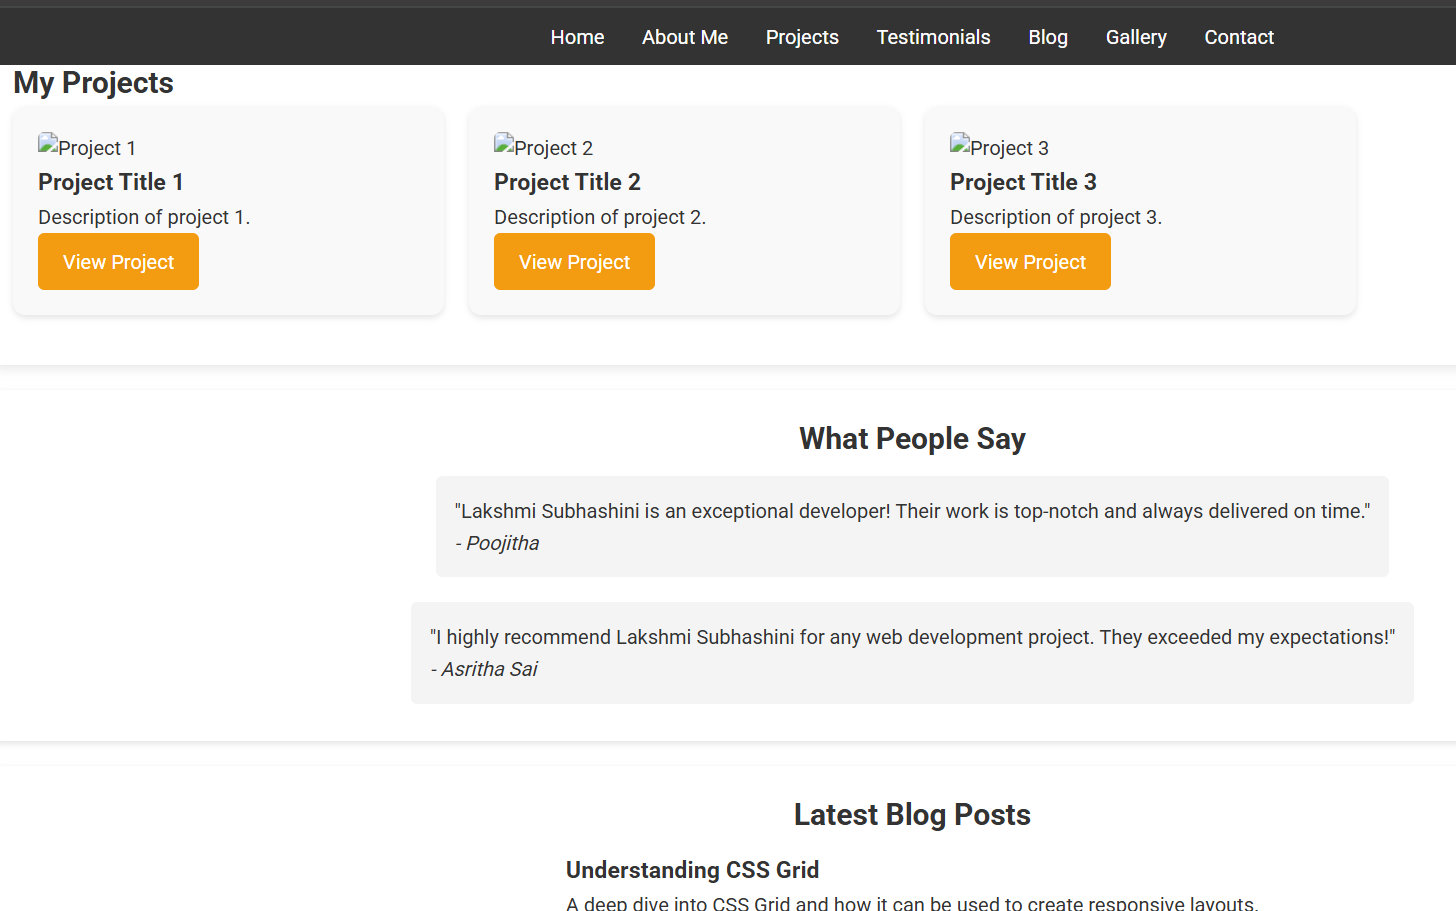 Home About Me Projects Testimonials Blog Gallery Contact
My Projects
Project 1
Project Title 1
Description of project 1.
View Project
Project 2
Project Title 2
Description of project 2.
View Project
Project 3
Project Title 3
Description of project 3.
View Project
What People Say
"Lakshmi Subhashini is an exceptional developer! Their work is top-notch and always delivered on time."
- Poojitha
"I highly recommend Lakshmi Subhashini for any web development project. They exceeded my expectations!"
- Asritha Sai
Latest Blog Posts
Understanding CSS Grid
A deep dive into CSS Grid and how it can be used to create responsive layouts.